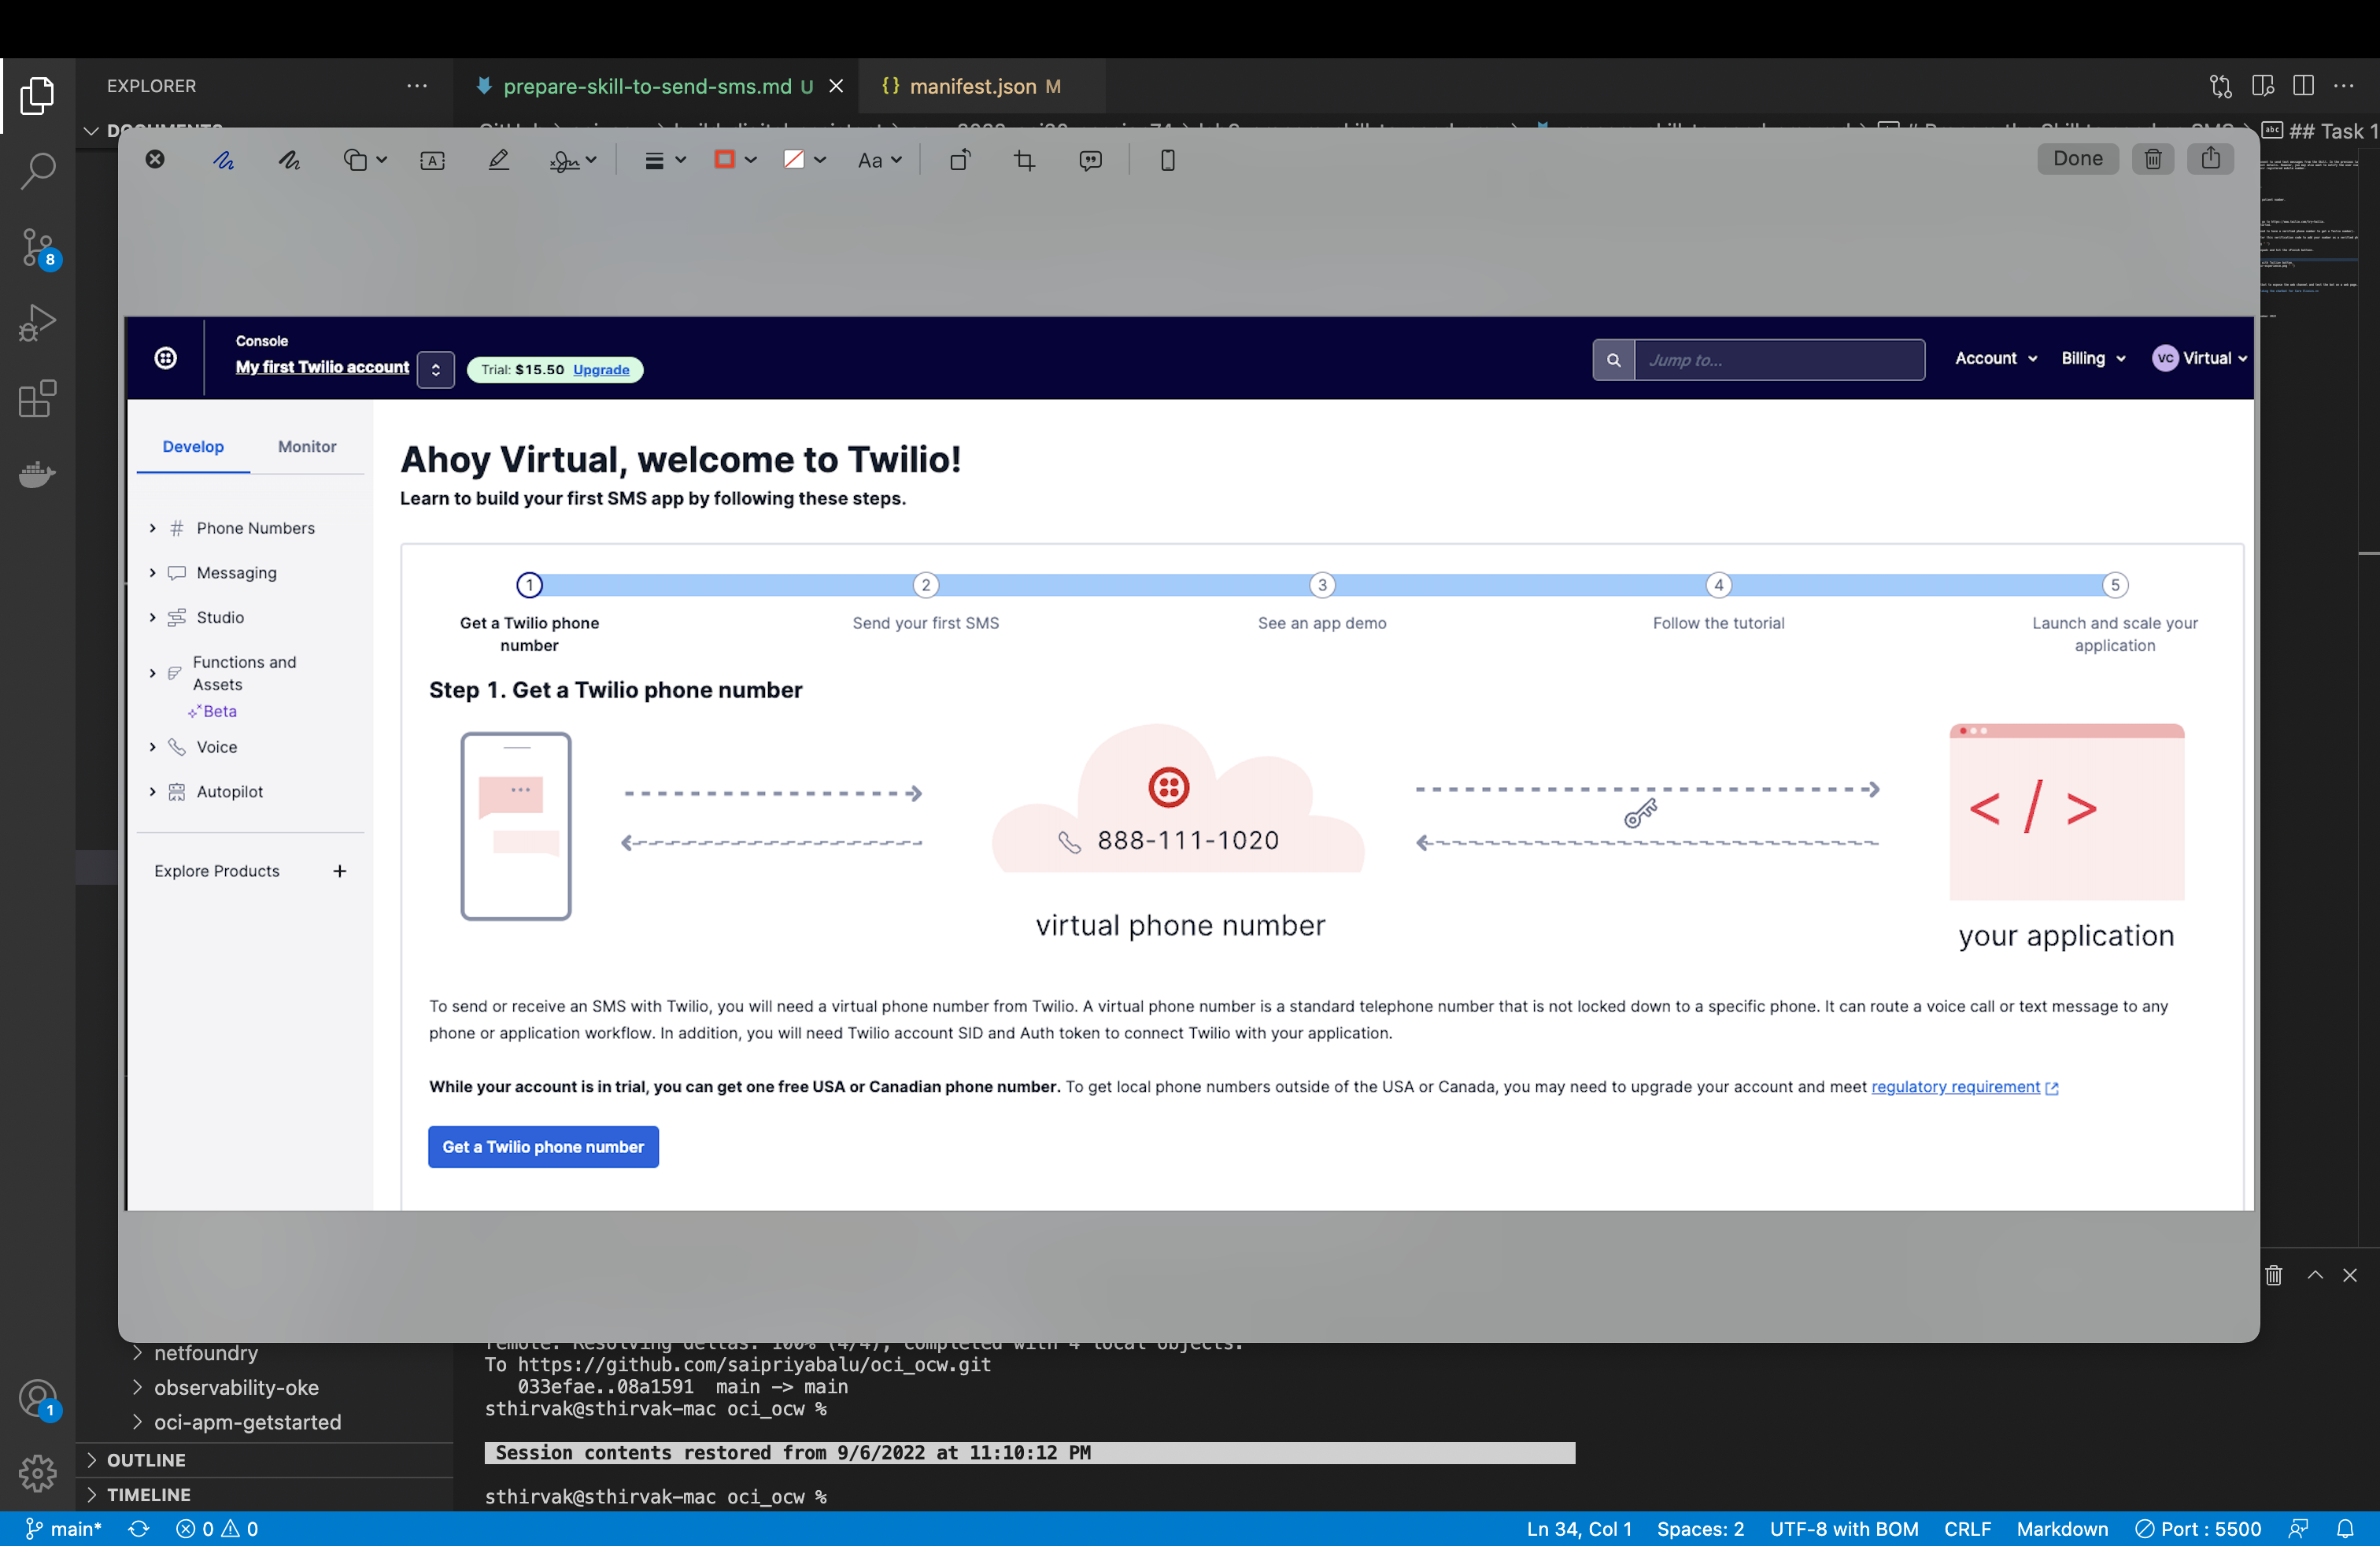 EXPLORER
prepare-skill-to-send-sms.md U
{} manifest.json M
## Task 1
A
Aa
Done
8
Console
My first Twilio account
Trial: $15.50 Upgrade
Jump to...
Account
Billing
VC Virtual
Develop
Monitor
Ahoy Virtual, welcome to Twilio!
Learn to build your first SMS app by following these steps.
# Phone Numbers
Messaging
Studio
Functions and
Assets
Beta
Voice
Autopilot
Explore Products +
1 2 3 4 5
Get a Twilio phone
number
Send your first SMS
See an app demo
Follow the tutorial
Launch and scale your
application
Step 1. Get a Twilio phone number
888-111-1020
virtual phone number
</>
your application
To send or receive an SMS with Twilio, you will need a virtual phone number from Twilio. A virtual phone number is a standard telephone number that is not locked down to a specific phone. It can route a voice call or text message to any
phone or application workflow. In addition, you will need Twilio account SID and Auth token to connect Twilio with your application.
While your account is in trial, you can get one free USA or Canadian phone number. To get local phone numbers outside of the USA or Canada, you may need to upgrade your account and meet regulatory requirement
Get a Twilio phone number
netfoundry
observability-oke
oci-apm-getstarted
OUTLINE
TIMELINE
1
remote: Resolving deltas: 100% (4/4), completed with 4 local objects.
To https://github.com/saipriyabalu/oci_ocw.git
033efae..08a1591 main -> main
sthirvak@sthirvak-mac oci_ocw %
Session contents restored from 9/6/2022 at 11:10:12 PM
sthirvak@sthirvak-mac oci_ocw %
main*
0 0
Ln 34, Col 1
Spaces: 2
UTF-8 with BOM
CRLF
Markdown
Port : 5500